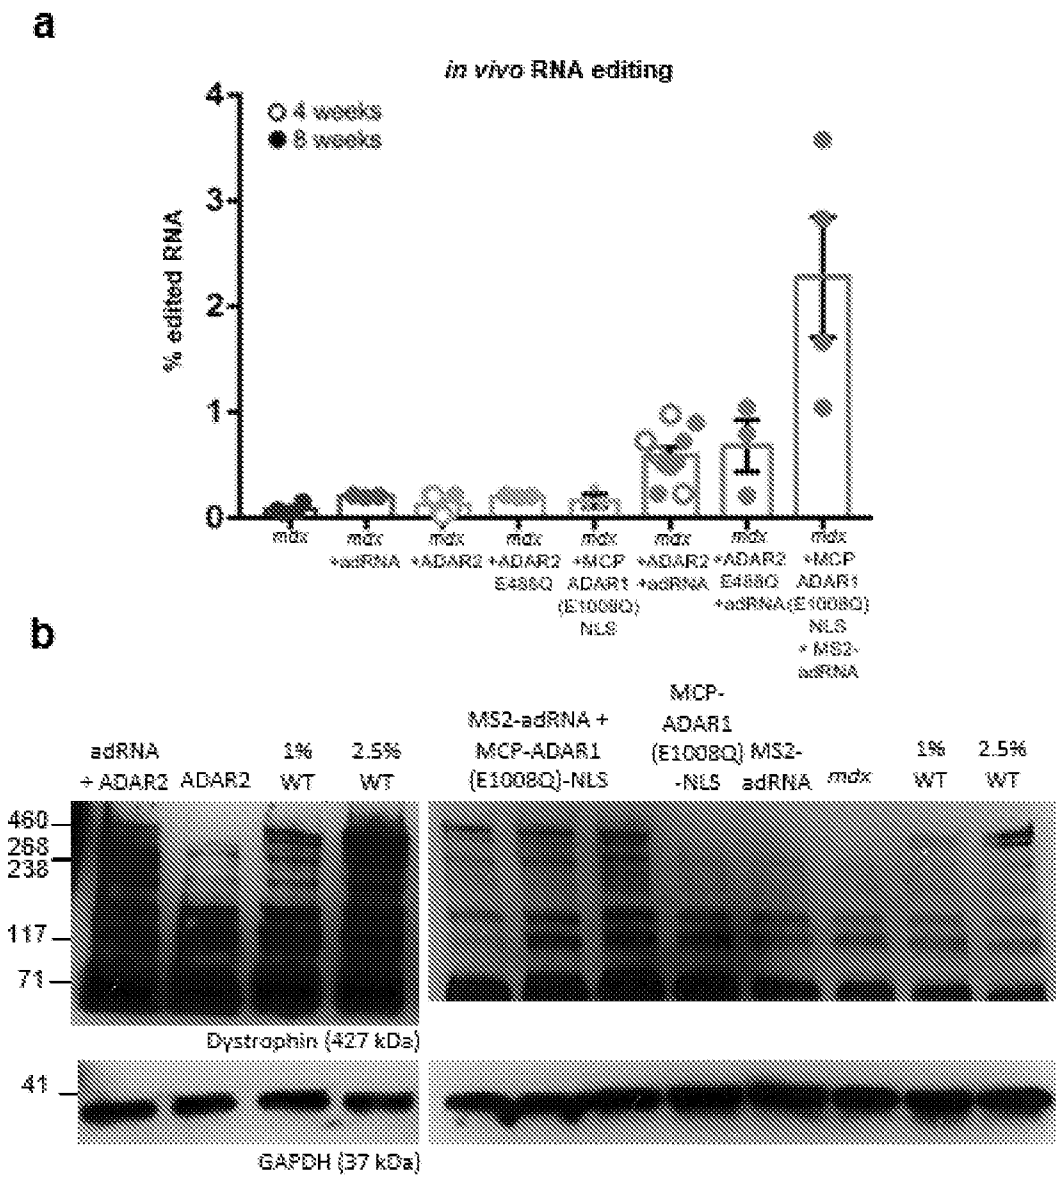 a
in vivo RNA editing
4
3
2
1
0
% edited RNA
4 weeks
8 weeks
mdx
mdx
+adRNA
mdx
+ADAR2
mdx
+ADAR2
E488Q
mdx
+MCP
ADAR1
(E1008Q)
NLS
mdx
+ADAR2
+adRNA
mdx
+ADAR2
E488Q
+adRNA
mdx
+MCP
ADAR1
(E1008Q)
NLS
+ MS2-
adRNA
b
adRNA
+ ADAR2
ADAR2
1%
WT
2.5%
WT
MS2-adRNA +
MCP-ADAR1
(E1008Q)-NLS
MCP-
ADAR1
(E1008Q)
-NLS
MS2-
adRNA
mdx
1%
WT
2.5%
WT
460
268
238
117
71
Dystrophin (427 kDa)
41
GAPDH (37 kDa)